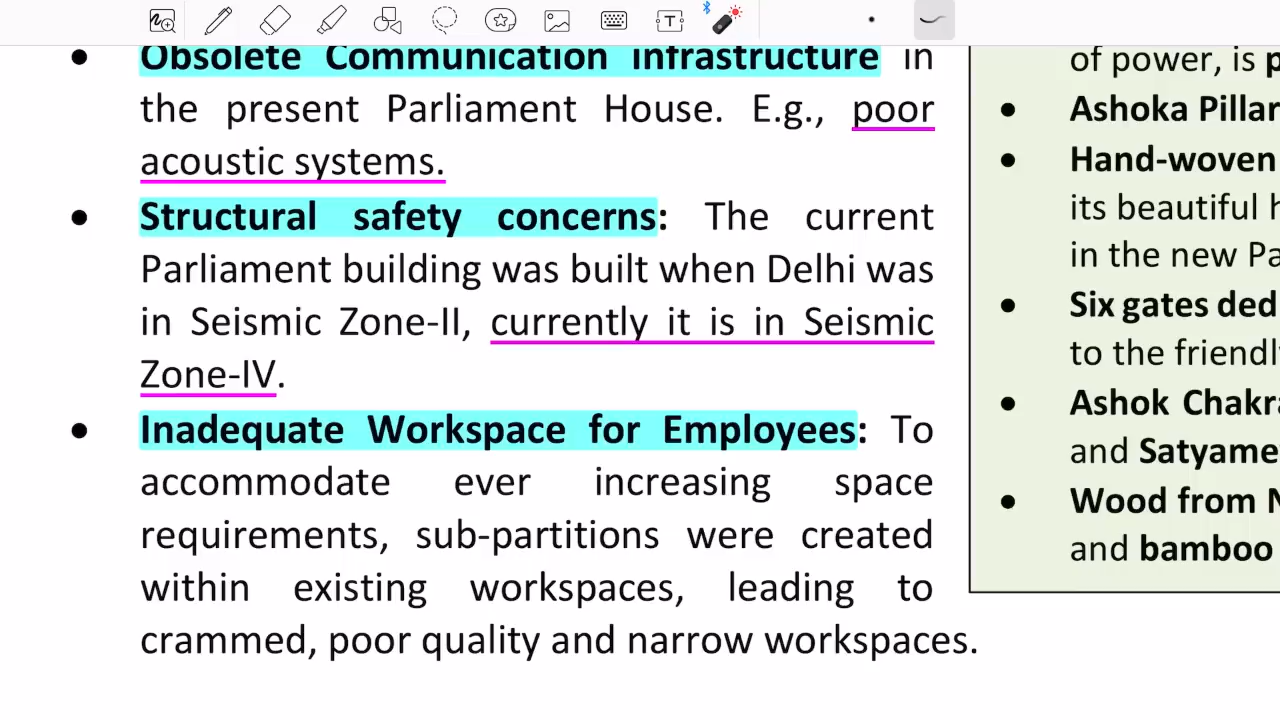 • Obsolete Communication infrastructure in
the present Parliament House. E.g., poor
acoustic systems.
• Structural safety concerns: The current
Parliament building was built when Delhi was
in Seismic Zone-II, currently it is in Seismic
Zone-IV.
• Inadequate Workspace for Employees: To
accommodate ever increasing space
requirements, sub-partitions were created
within existing workspaces, leading to
crammed, poor quality and narrow workspaces.
of power, is
• Ashoka Pillar
• Hand-woven
its beautiful
in the new
• Six gates
to the
• Ashok
and
• Wood from
and bamboo